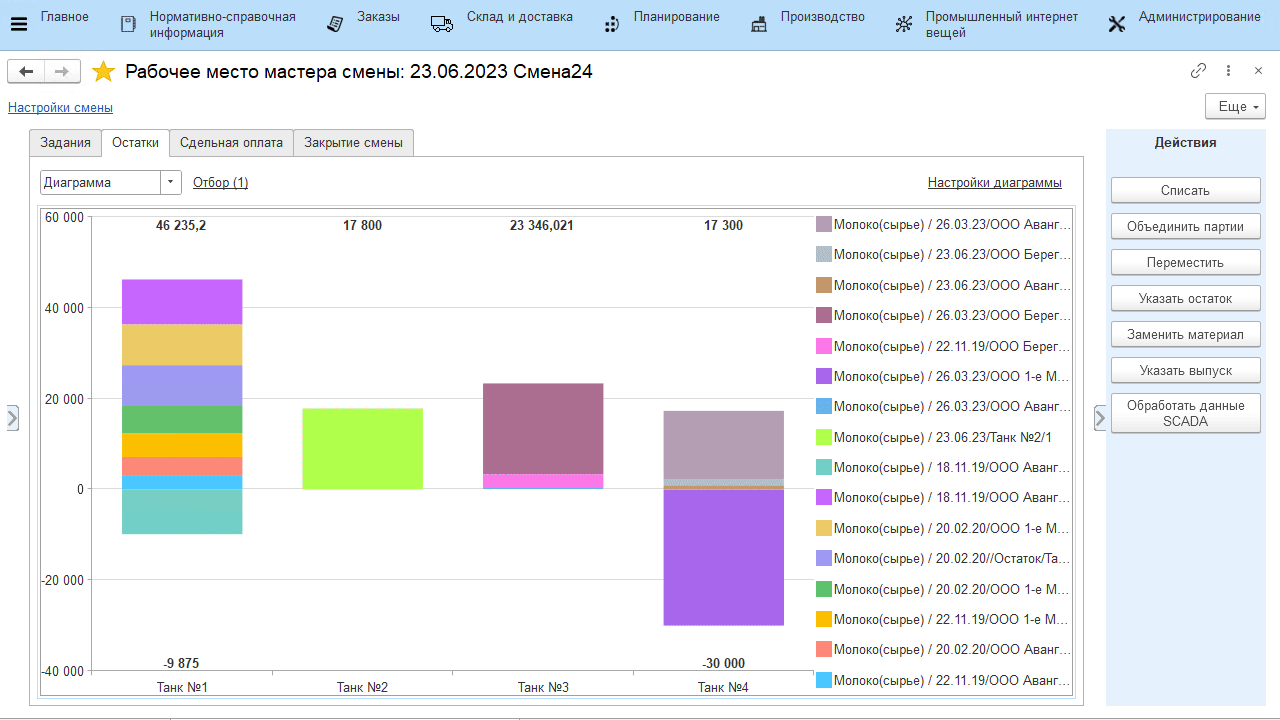 Главное
Нормативно-справочная
информация
Заказы
Склад и доставка
Планирование
Производство
Промышленный интернет
вещей
Администрирование
Рабочее место мастера смены: 23.06.2023 Смена24
Настройки смены
Еще
Задания
Остатки
Сдельная оплата
Закрытие смены
Диаграмма
Отбор (1)
Настройки диаграммы
60 000
40 000
20 000
0
-20 000
-40 000
46 235,2
17 800
23 346,021
17 300
-9 875
-30 000
Танк №1
Танк №2
Танк №3
Танк №4
Молоко(сырье) / 26.03.23/ООО Аванг...
Молоко(сырье) / 23.06.23/ООО Берег...
Молоко(сырье) / 23.06.23/ООО Аванг...
Молоко(сырье) / 26.03.23/ООО Берег...
Молоко(сырье) / 22.11.19/ООО Берег...
Молоко(сырье) / 26.03.23/ООО 1-е М...
Молоко(сырье) / 26.03.23/ООО Аванг...
Молоко(сырье) / 23.06.23/Танк №2/1
Молоко(сырье) / 18.11.19/ООО Аванг...
Молоко(сырье) / 18.11.19/ООО Аванг...
Молоко(сырье) / 20.02.20/ООО 1-е М...
Молоко(сырье) / 20.02.20//Остаток/Та...
Молоко(сырье) / 20.02.20/ООО 1-е М...
Молоко(сырье) / 22.11.19/ООО 1-е М...
Молоко(сырье) / 20.02.20/ООО Аванг...
Молоко(сырье) / 22.11.19/ООО Аванг...
Действия
Списать
Объединить партии
Переместить
Указать остаток
Заменить материал
Указать выпуск
Обработать данные
SCADA